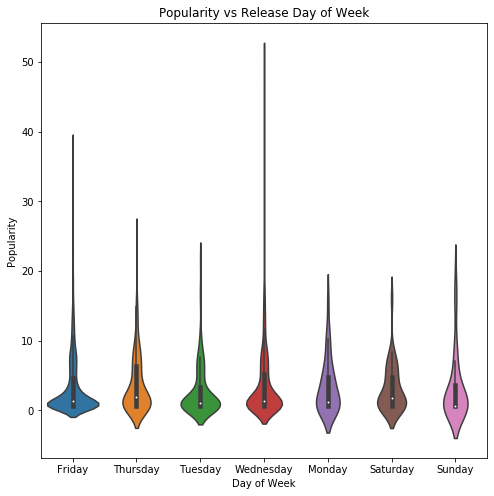 Popularity vs Release Day of Week
50
40
30
20
10
0
Popularity
Friday Thursday Tuesday Wednesday Monday Saturday Sunday
Day of Week